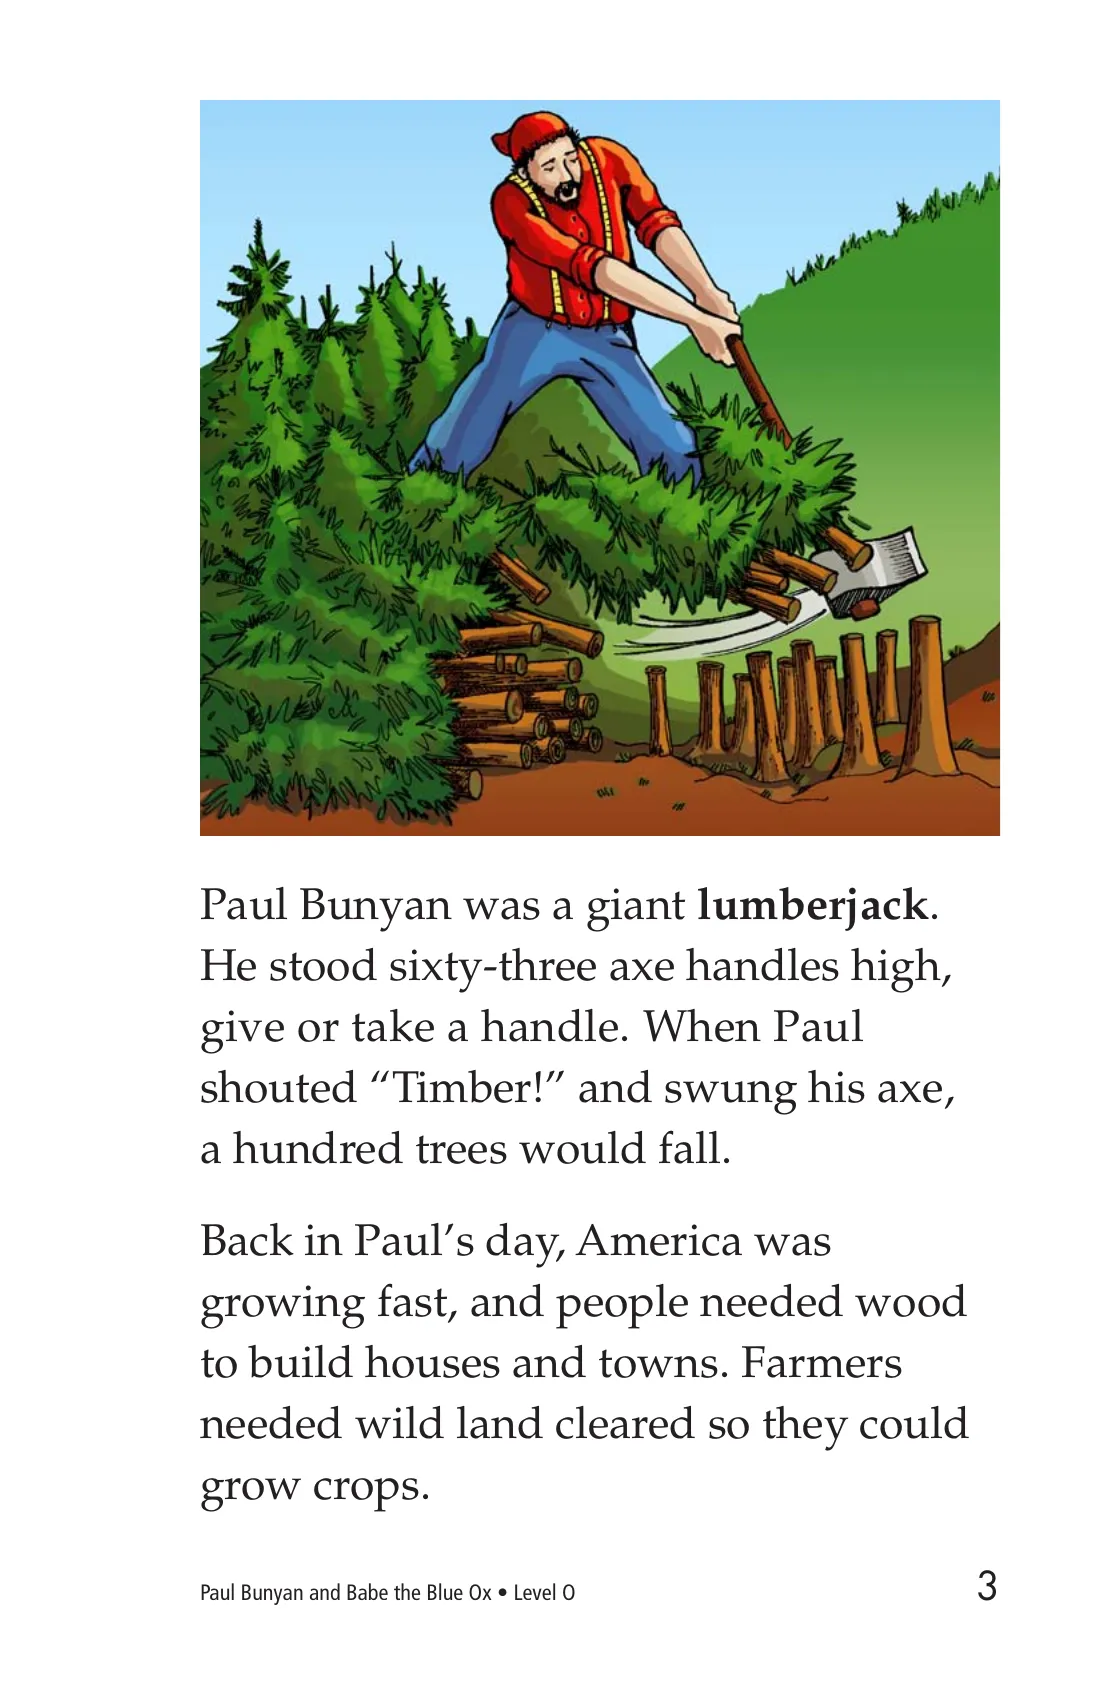 Paul Bunyan was a giant lumberjack.
He stood sixty-three axe handles high,
give or take a handle. When Paul
shouted “Timber!” and swung his axe,
a hundred trees would fall.
Back in Paul’s day, America was
growing fast, and people needed wood
to build houses and towns. Farmers
needed wild land cleared so they could
grow crops.
Paul Bunyan and Babe the Blue Ox • Level O
3